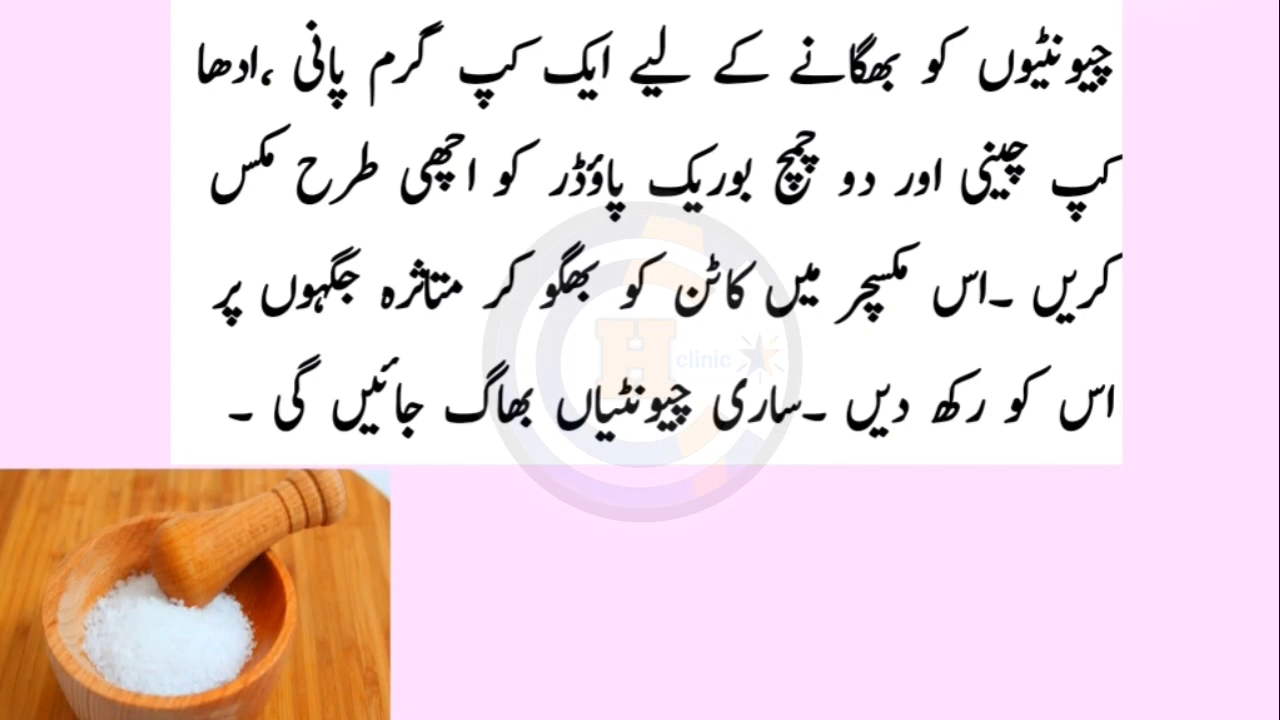 چیونٹیوں کو بھگانے کے لیے ایک کپ گرم پانی ،ادھا
کپ چینی اور دو چمچ بوریک پاؤڈر کو اچھی طرح مکس
کریں ۔اس مکسچر میں کاٹن کو بھگو کر متاثرہ جگہوں پر
اس کو رکھ دیں ۔ساری چیونٹیاں بھاگ جائیں گی ۔
H clinic